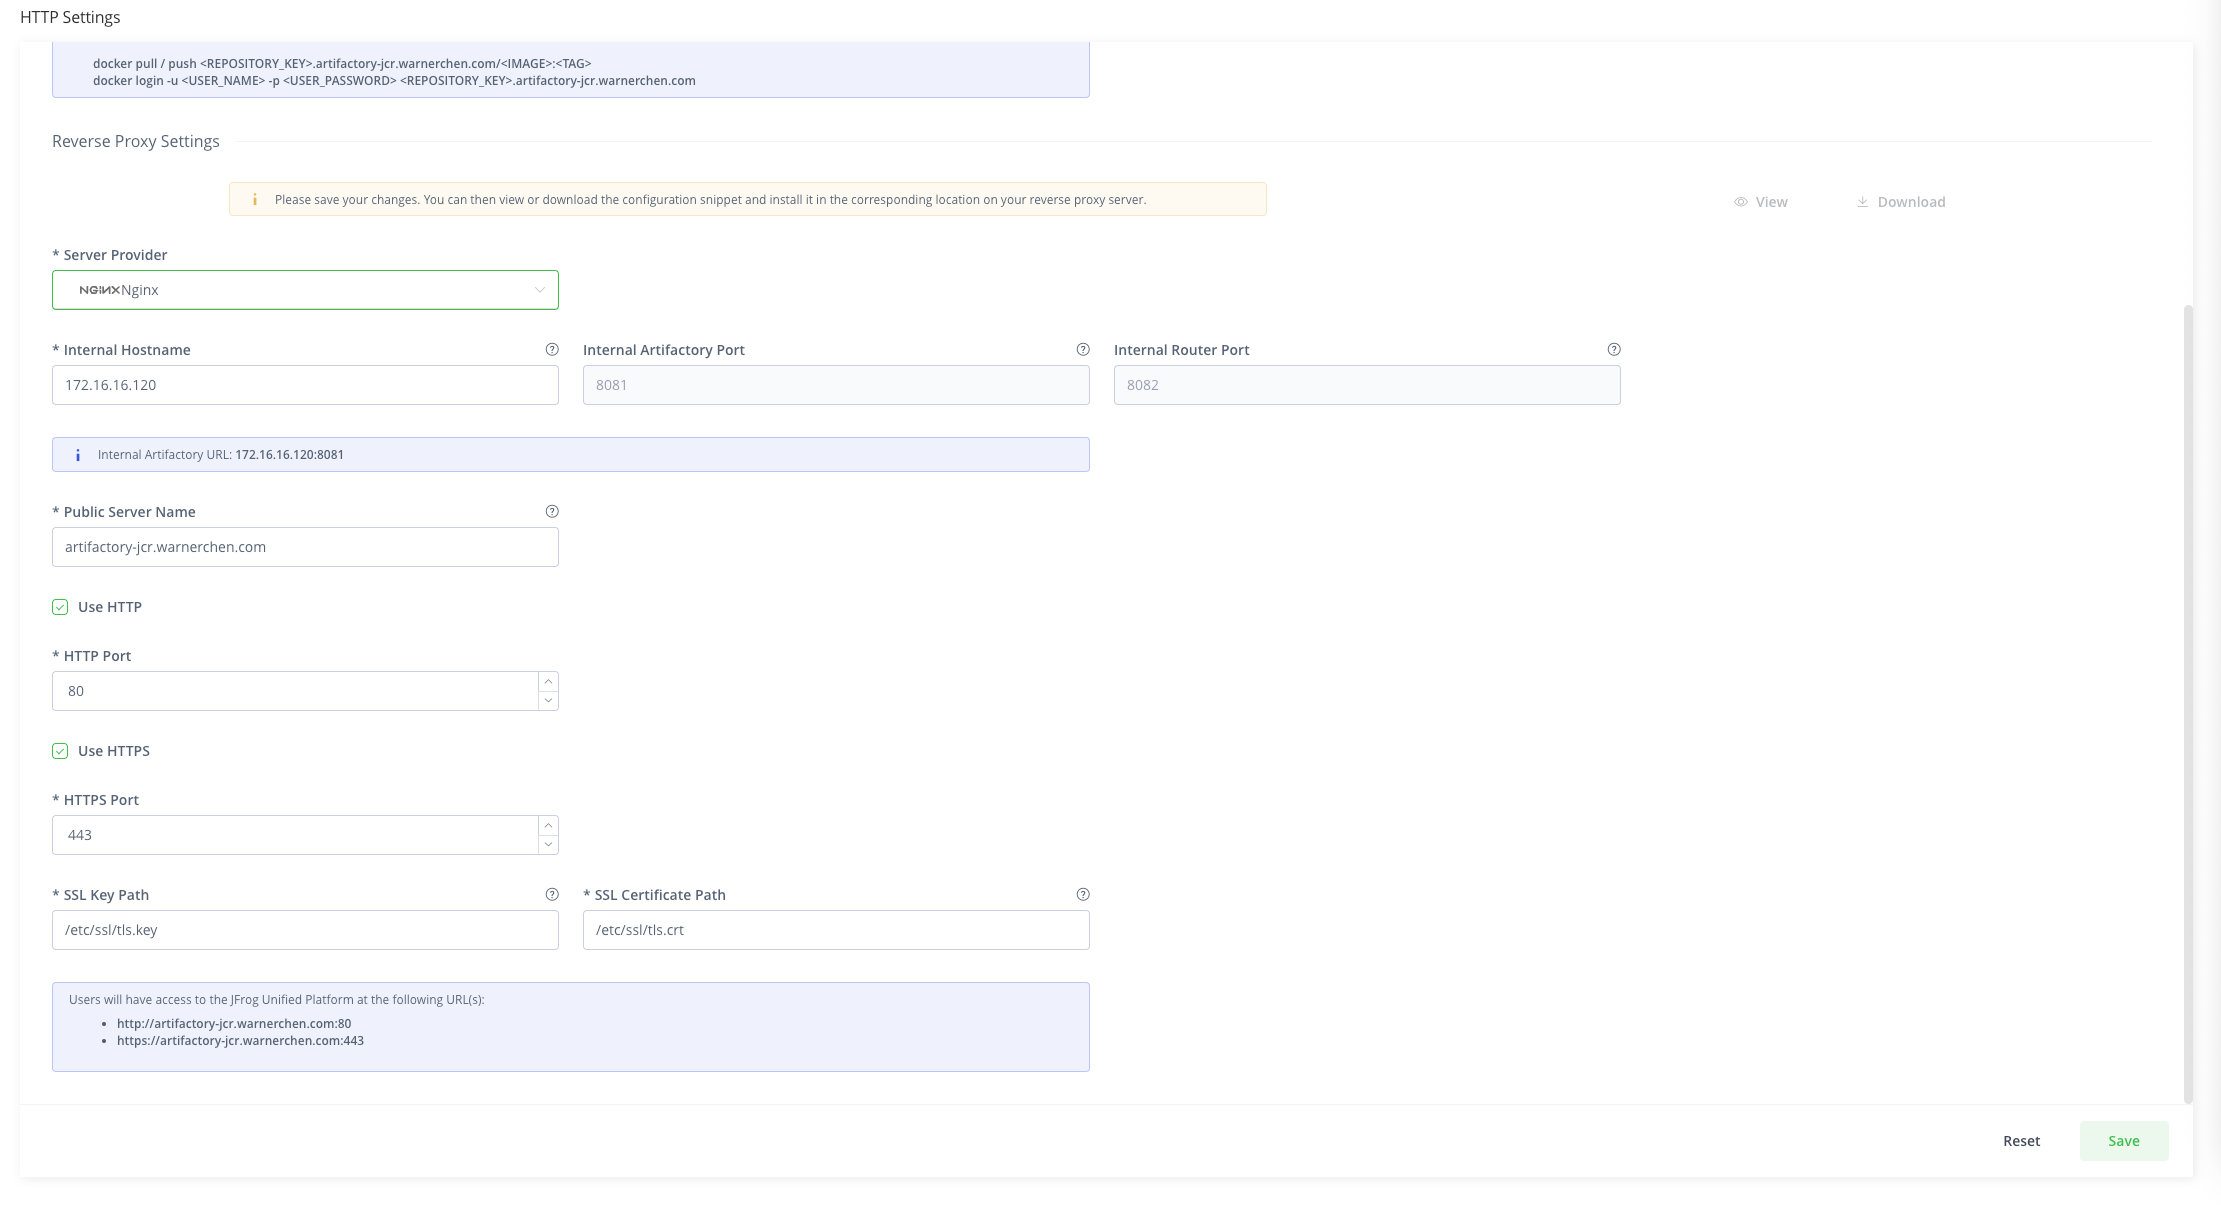 HTTP Settings
docker pull / push <REPOSITORY_KEY>.artifactory-jcr.warnerchen.com/<IMAGE>:<TAG>
docker login -u <USER_NAME> -p <USER_PASSWORD> <REPOSITORY_KEY>.artifactory-jcr.warnerchen.com
Reverse Proxy Settings
Please save your changes. You can then view or download the configuration snippet and install it in the corresponding location on your reverse proxy server.
View Download
* Server Provider
NGINX Nginx
* Internal Hostname Internal Artifactory Port Internal Router Port
172.16.16.120 8081 8082
Internal Artifactory URL: 172.16.16.120:8081
* Public Server Name
artifactory-jcr.warnerchen.com
Use HTTP
* HTTP Port
80
Use HTTPS
* HTTPS Port
443
* SSL Key Path * SSL Certificate Path
/etc/ssl/tls.key /etc/ssl/tls.crt
Users will have access to the JFrog Unified Platform at the following URL(s):
• http://artifactory-jcr.warnerchen.com:80
• https://artifactory-jcr.warnerchen.com:443
Reset Save